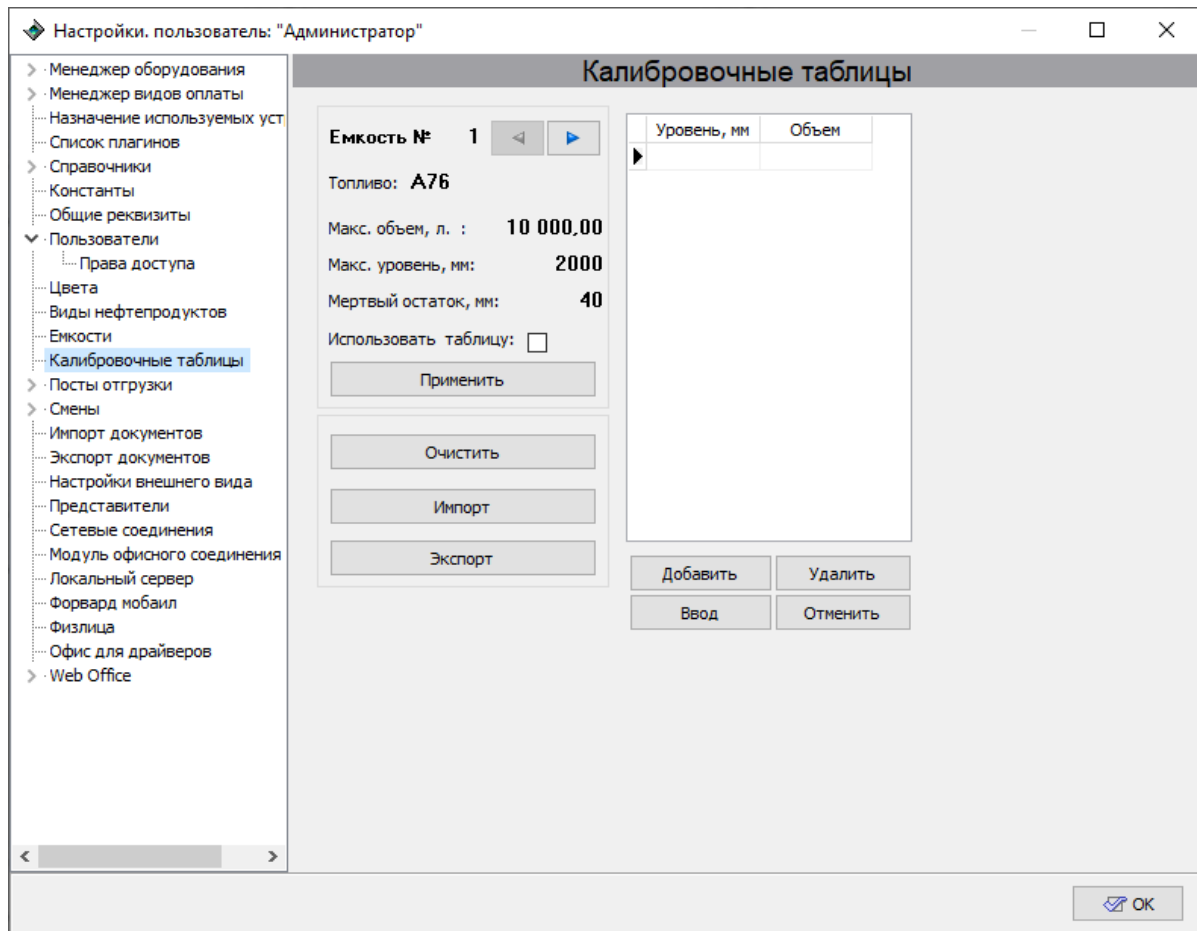 Настройки. пользователь: "Администратор"
Менеджер оборудования
Менеджер видов оплаты
Назначение используемых уст
Список плагинов
Справочники
Константы
Общие реквизиты
Пользователи
Права доступа
Цвета
Виды нефтепродуктов
Емкости
Калибровочные таблицы
Посты отгрузки
Смены
Импорт документов
Экспорт документов
Настройки внешнего вида
Представители
Сетевые соединения
Модуль офисного соединения
Локальный сервер
Форвард мобаил
Физлица
Офис для драйверов
Web Office
Калибровочные таблицы
Емкость № 1
Топливо: А76
Макс. объем, л. : 10 000,00
Макс. уровень, мм: 2000
Мертвый остаток, мм: 40
Использовать таблицу:
Применить
Очистить
Импорт
Экспорт
Уровень, мм Объем
Добавить Удалить
Ввод Отменить
OK